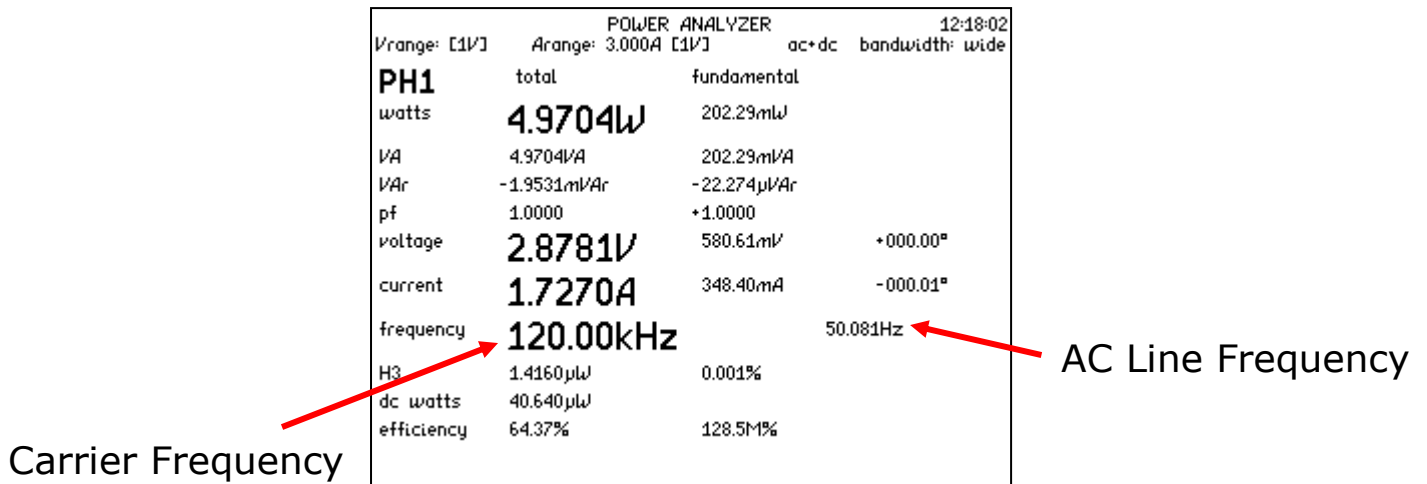 POWER ANALYZER 12:18:02
Vrange: [1V] Arange: 3.000A [1V] ac+dc bandwidth: wide
PH1 total fundamental
watts 4.9704W 202.29mW
VA 4.9704VA 202.29mVA
VAr -1.9531mVAr -22.274µVAr
pf 1.0000 +1.0000
voltage 2.8781V 580.61mV +000.00°
current 1.7270A 348.40mA -000.01°
frequency 120.00kHz 50.081Hz
AC Line Frequency
H3 1.4160µW 0.001%
dc watts 40.640µW
efficiency 64.37% 128.5M%
Carrier Frequency